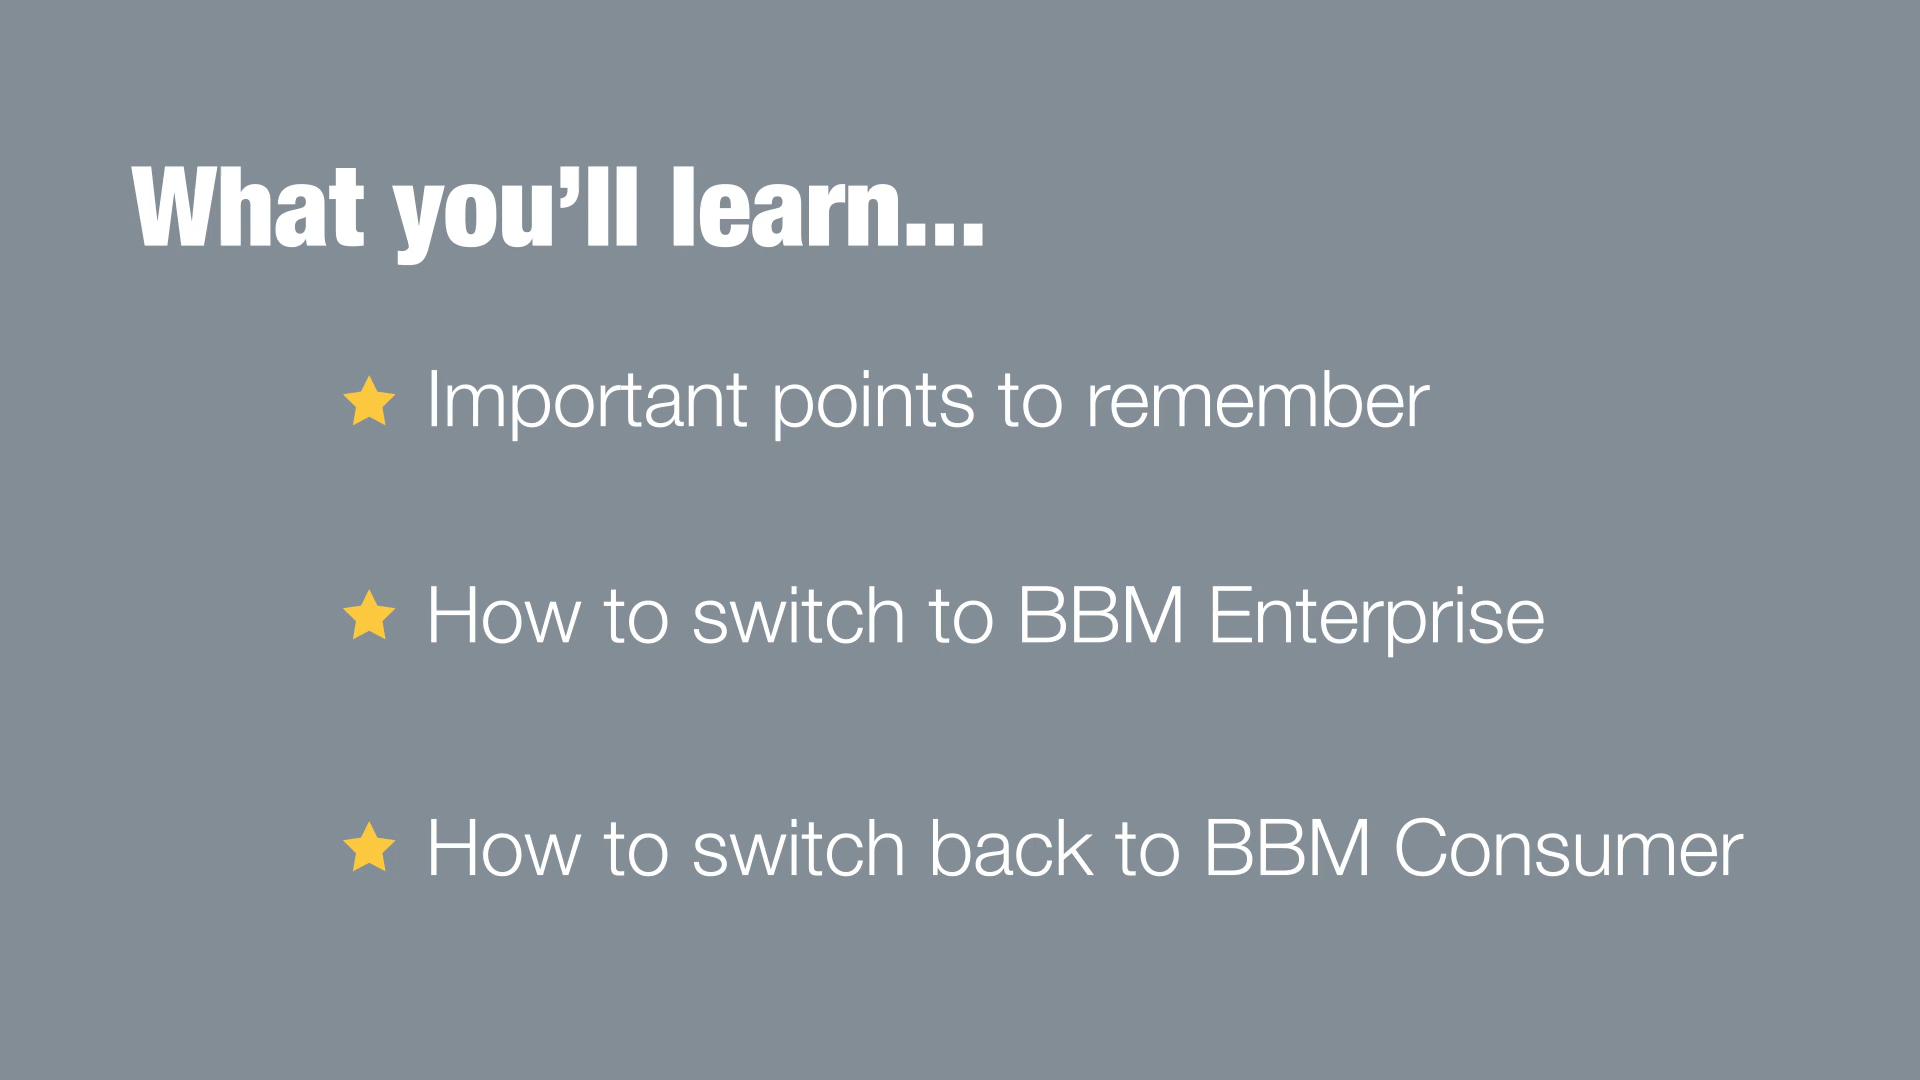 What you’ll learn...
Important points to remember
How to switch to BBM Enterprise
How to switch back to BBM Consumer